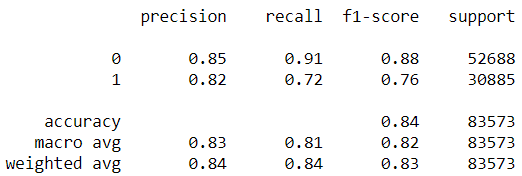 precision recall f1-score support
0 0.85 0.91 0.88 52688
1 0.82 0.72 0.76 30885
accuracy 0.84 83573
macro avg 0.83 0.81 0.82 83573
weighted avg 0.84 0.84 0.83 83573